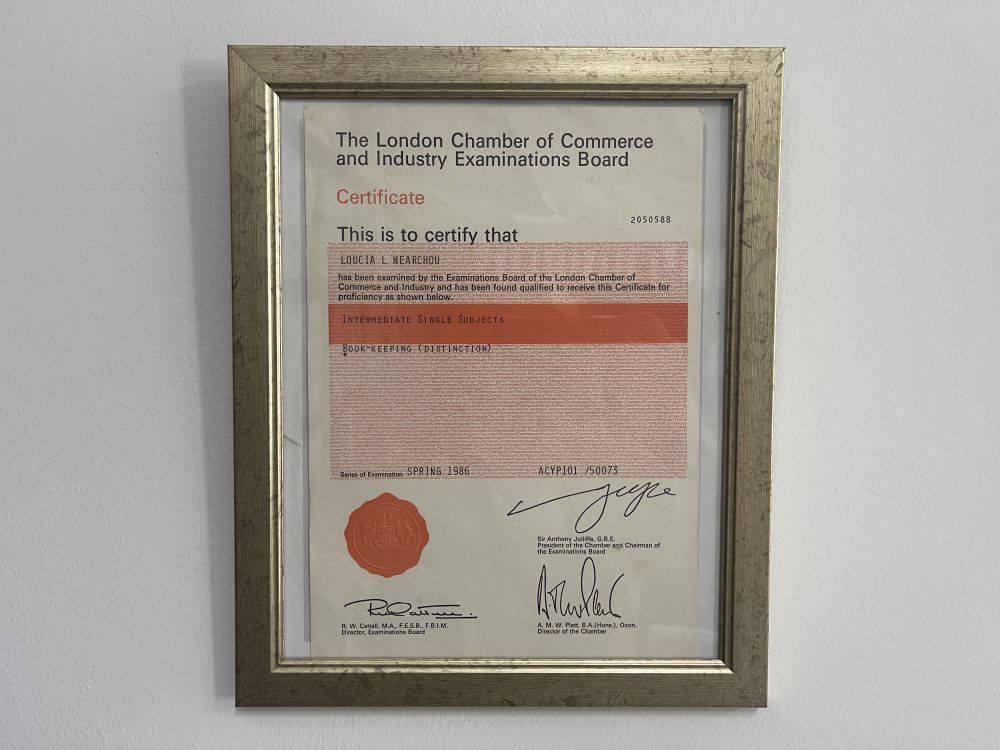 The London Chamber of Commerce
and Industry Examinations Board
Certificate
2050588
This is to certify that
LOUCIA L NEARCHOU
has been examined by the Examinations Board of the London Chamber of
Commerce and Industry and has been found qualified to receive this Certificate for
proficiency as shown below.
INTERMEDIATE SINGLE SUBJECTS
BOOK-KEEPING (DISTINCTION)
Series of Examination SPRING 1986 ACYP101 /50073
Sir Anthony Jolliffe, G.B.E.
President of the Chamber and Chairman of
the Examinations Board
R. W. Cattell, M.A., F.E.S.B., F.B.I.M.
Director, Examinations Board
A. M. W. Platt, B.A.(Hons.), Oxon.
Director of the Chamber